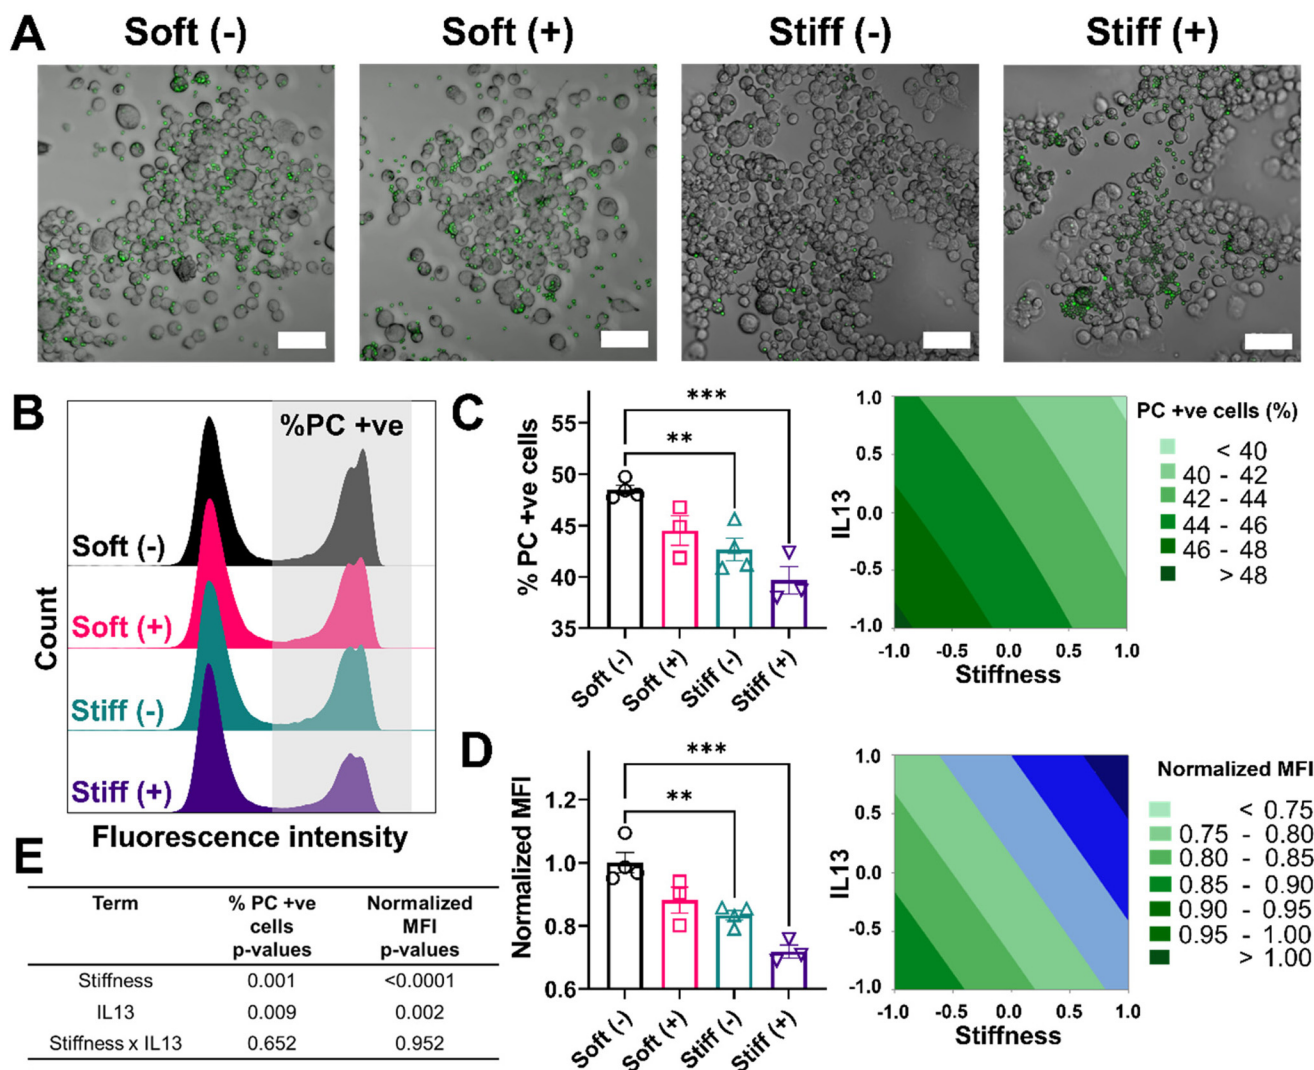 A
Soft (-)
Soft (+)
Stiff (-)
Stiff (+)
B
%PC +ve
Soft (-)
Soft (+)
Stiff (-)
Stiff (+)
Count
Fluorescence intensity
C
% PC +ve cells
55
50
45
40
35
***
**
Soft (-)
Soft (+)
Stiff (-)
Stiff (+)
IL13
1.0
0.5
0.0
-0.5
-1.0
-1.0 -0.5 0.0 0.5 1.0
Stiffness
PC +ve cells (%)
< 40
40 - 42
42 - 44
44 - 46
46 - 48
> 48
D
Normalized MFI
1.2
1.0
0.8
0.6
***
**
Soft (-)
Soft (+)
Stiff (-)
Stiff (+)
IL13
1.0
0.5
0.0
-0.5
-1.0
-1.0 -0.5 0.0 0.5 1.0
Stiffness
Normalized MFI
< 0.75
0.75 - 0.80
0.80 - 0.85
0.85 - 0.90
0.90 - 0.95
0.95 - 1.00
> 1.00
E
Term % PC +ve cells p-values Normalized MFI p-values
Stiffness 0.001 <0.0001
IL13 0.009 0.002
Stiffness x IL13 0.652 0.952